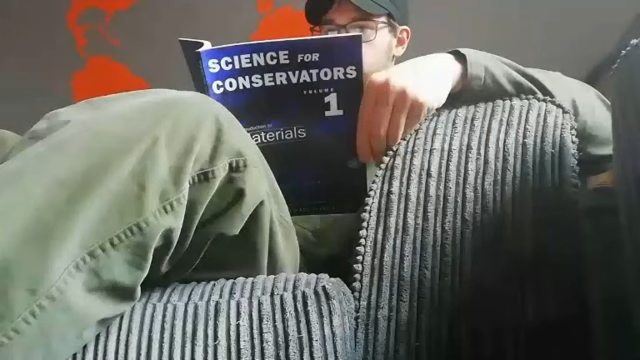 SCIENCE FOR
CONSERVATORS
VOLUME
1
aterials